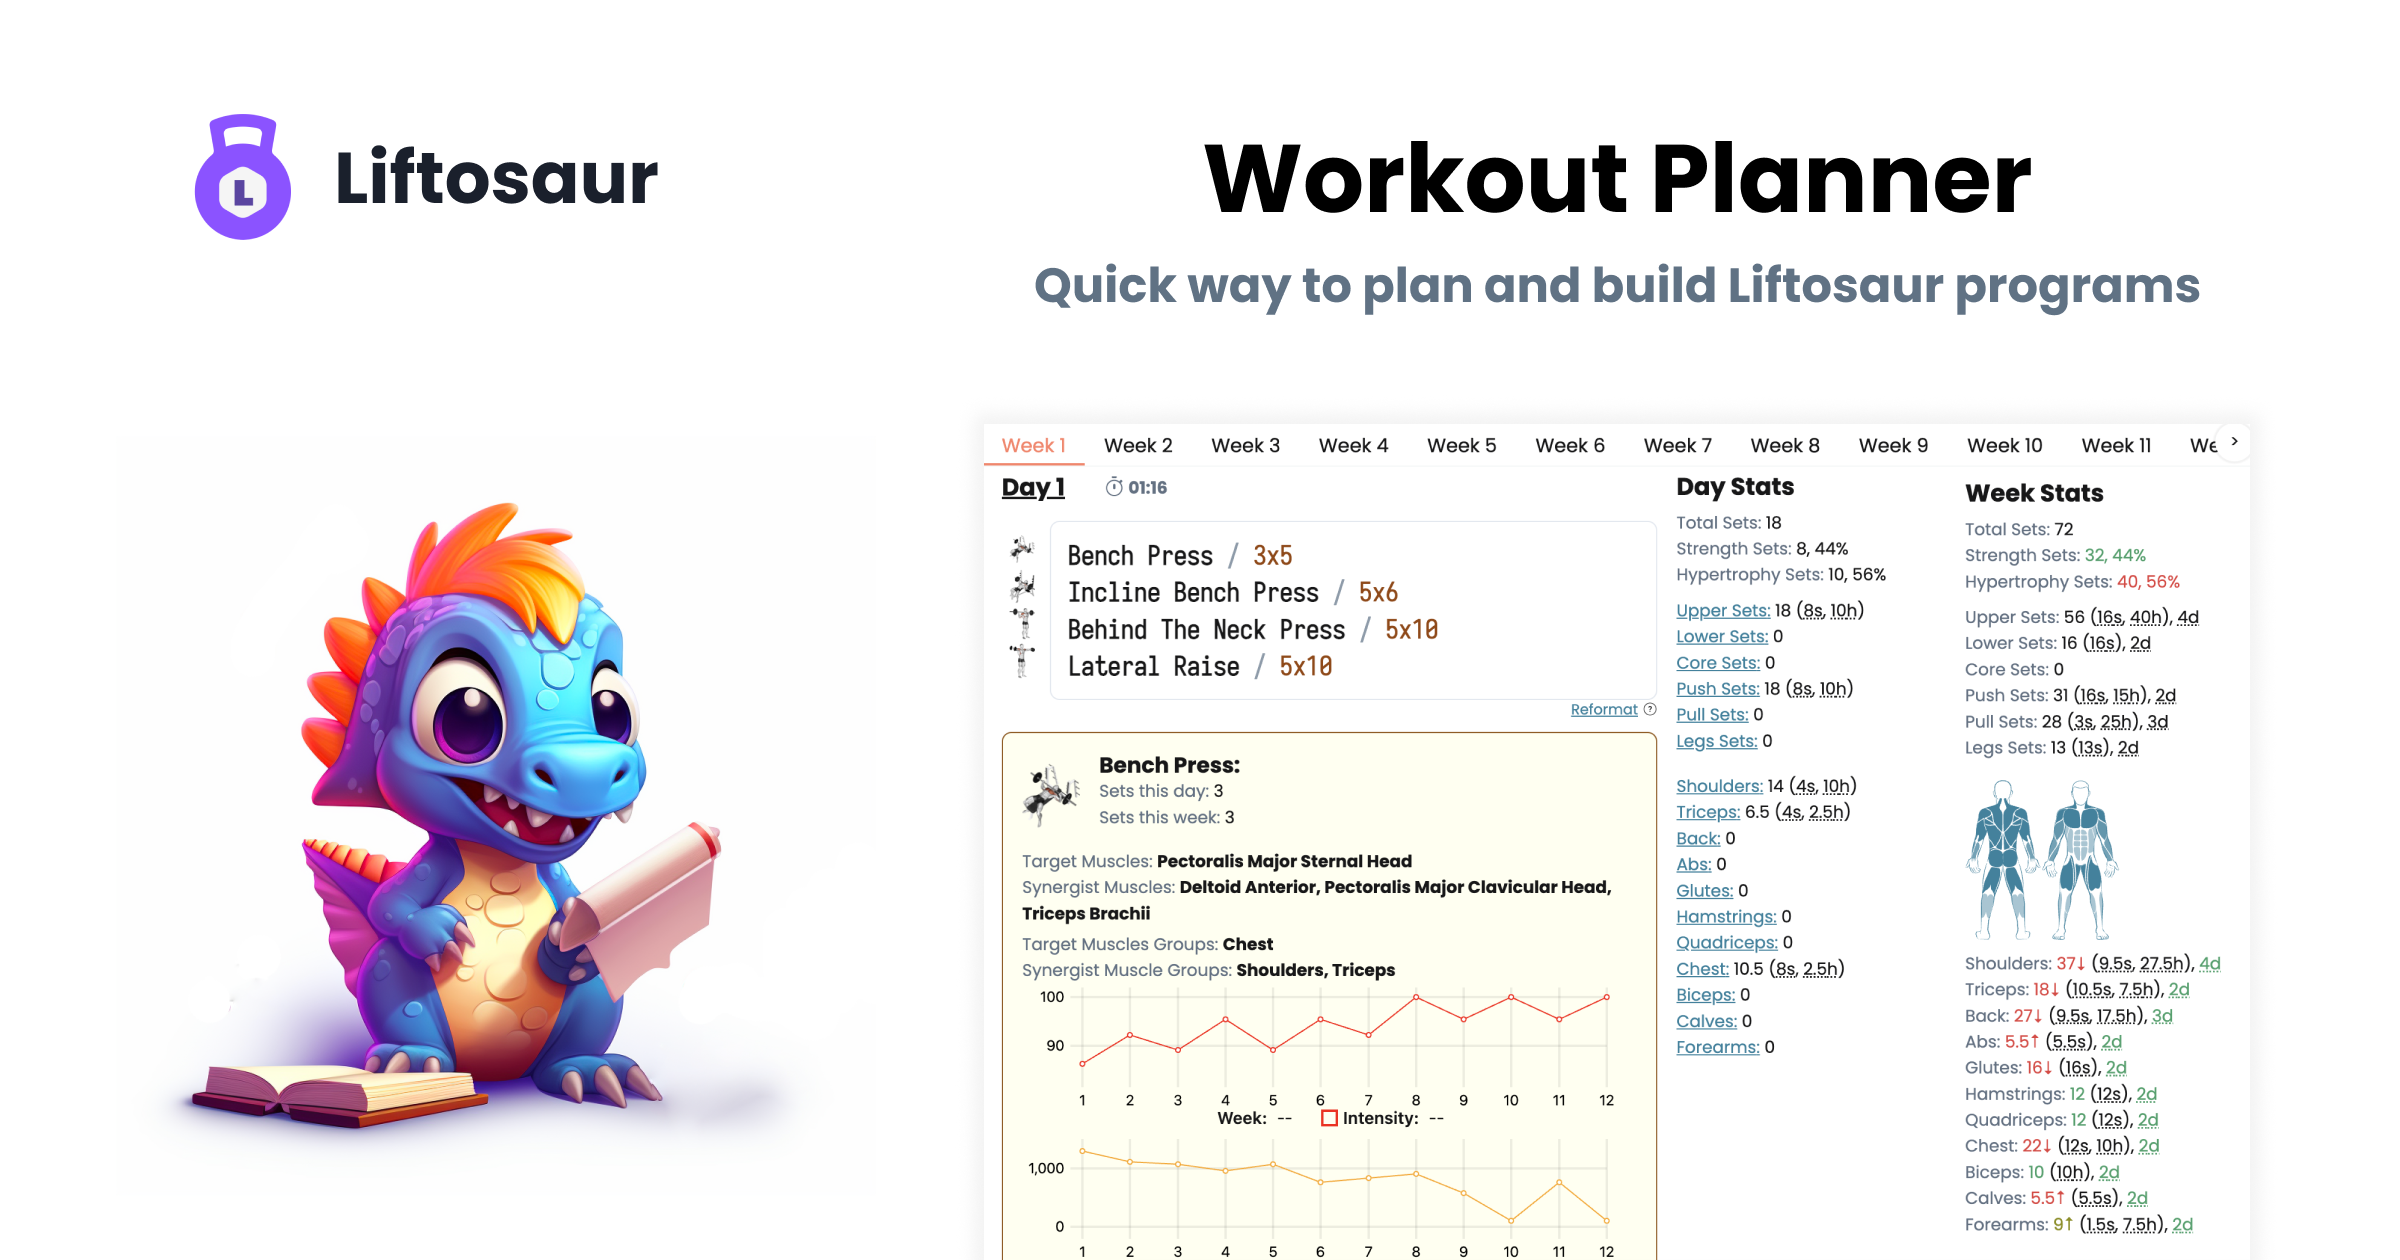 L
Liftosaur
Workout Planner
Quick way to plan and build Liftosaur programs
Week 1 Week 2 Week 3 Week 4 Week 5 Week 6 Week 7 Week 8 Week 9 Week 10 Week 11 We >
Day 1 01:16
Bench Press / 3x5
Incline Bench Press / 5x6
Behind The Neck Press / 5x10
Lateral Raise / 5x10
Reformat ?
Bench Press:
Sets this day: 3
Sets this week: 3
Target Muscles: Pectoralis Major Sternal Head
Synergist Muscles: Deltoid Anterior, Pectoralis Major Clavicular Head,
Triceps Brachii
Target Muscles Groups: Chest
Synergist Muscle Groups: Shoulders, Triceps
100
90
1 2 3 4 5 6 7 8 9 10 11 12
Week: -- Intensity: --
1,000
0
1 2 3 4 5 6 7 8 9 10 11 12
Day Stats
Total Sets: 18
Strength Sets: 8, 44%
Hypertrophy Sets: 10, 56%
Upper Sets: 18 (8s, 10h)
Lower Sets: 0
Core Sets: 0
Push Sets: 18 (8s, 10h)
Pull Sets: 0
Legs Sets: 0
Shoulders: 14 (4s, 10h)
Triceps: 6.5 (4s, 2.5h)
Back: 0
Abs: 0
Glutes: 0
Hamstrings: 0
Quadriceps: 0
Chest: 10.5 (8s, 2.5h)
Biceps: 0
Calves: 0
Forearms: 0
Week Stats
Total Sets: 72
Strength Sets: 32, 44%
Hypertrophy Sets: 40, 56%
Upper Sets: 56 (16s, 40h), 4d
Lower Sets: 16 (16s), 2d
Core Sets: 0
Push Sets: 31 (16s, 15h), 2d
Pull Sets: 28 (3s, 25h), 3d
Legs Sets: 13 (13s), 2d
Shoulders: 37↓ (9.5s, 27.5h), 4d
Triceps: 18↓ (10.5s, 7.5h), 2d
Back: 27↓ (9.5s, 17.5h), 3d
Abs: 5.5↑ (5.5s), 2d
Glutes: 16↓ (16s), 2d
Hamstrings: 12 (12s), 2d
Quadriceps: 12 (12s), 2d
Chest: 22↓ (12s, 10h), 2d
Biceps: 10 (10h), 2d
Calves: 5.5↑ (5.5s), 2d
Forearms: 9↑ (1.5s, 7.5h), 2d